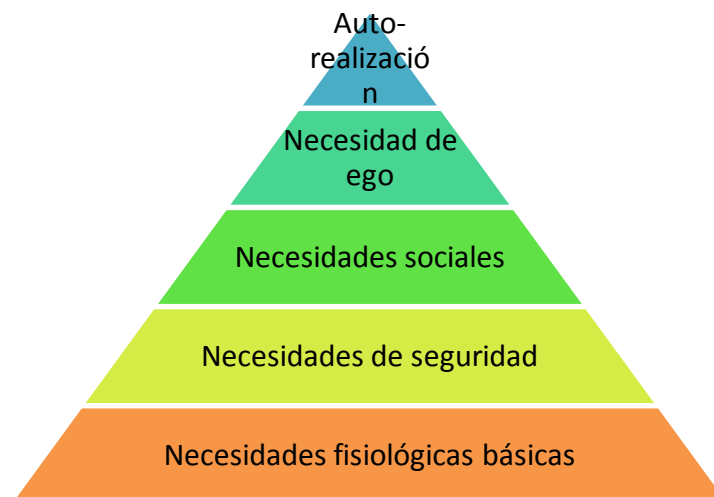 Auto-
realizació
n
Necesidad de
ego
Necesidades sociales
Necesidades de seguridad
Necesidades fisiológicas básicas